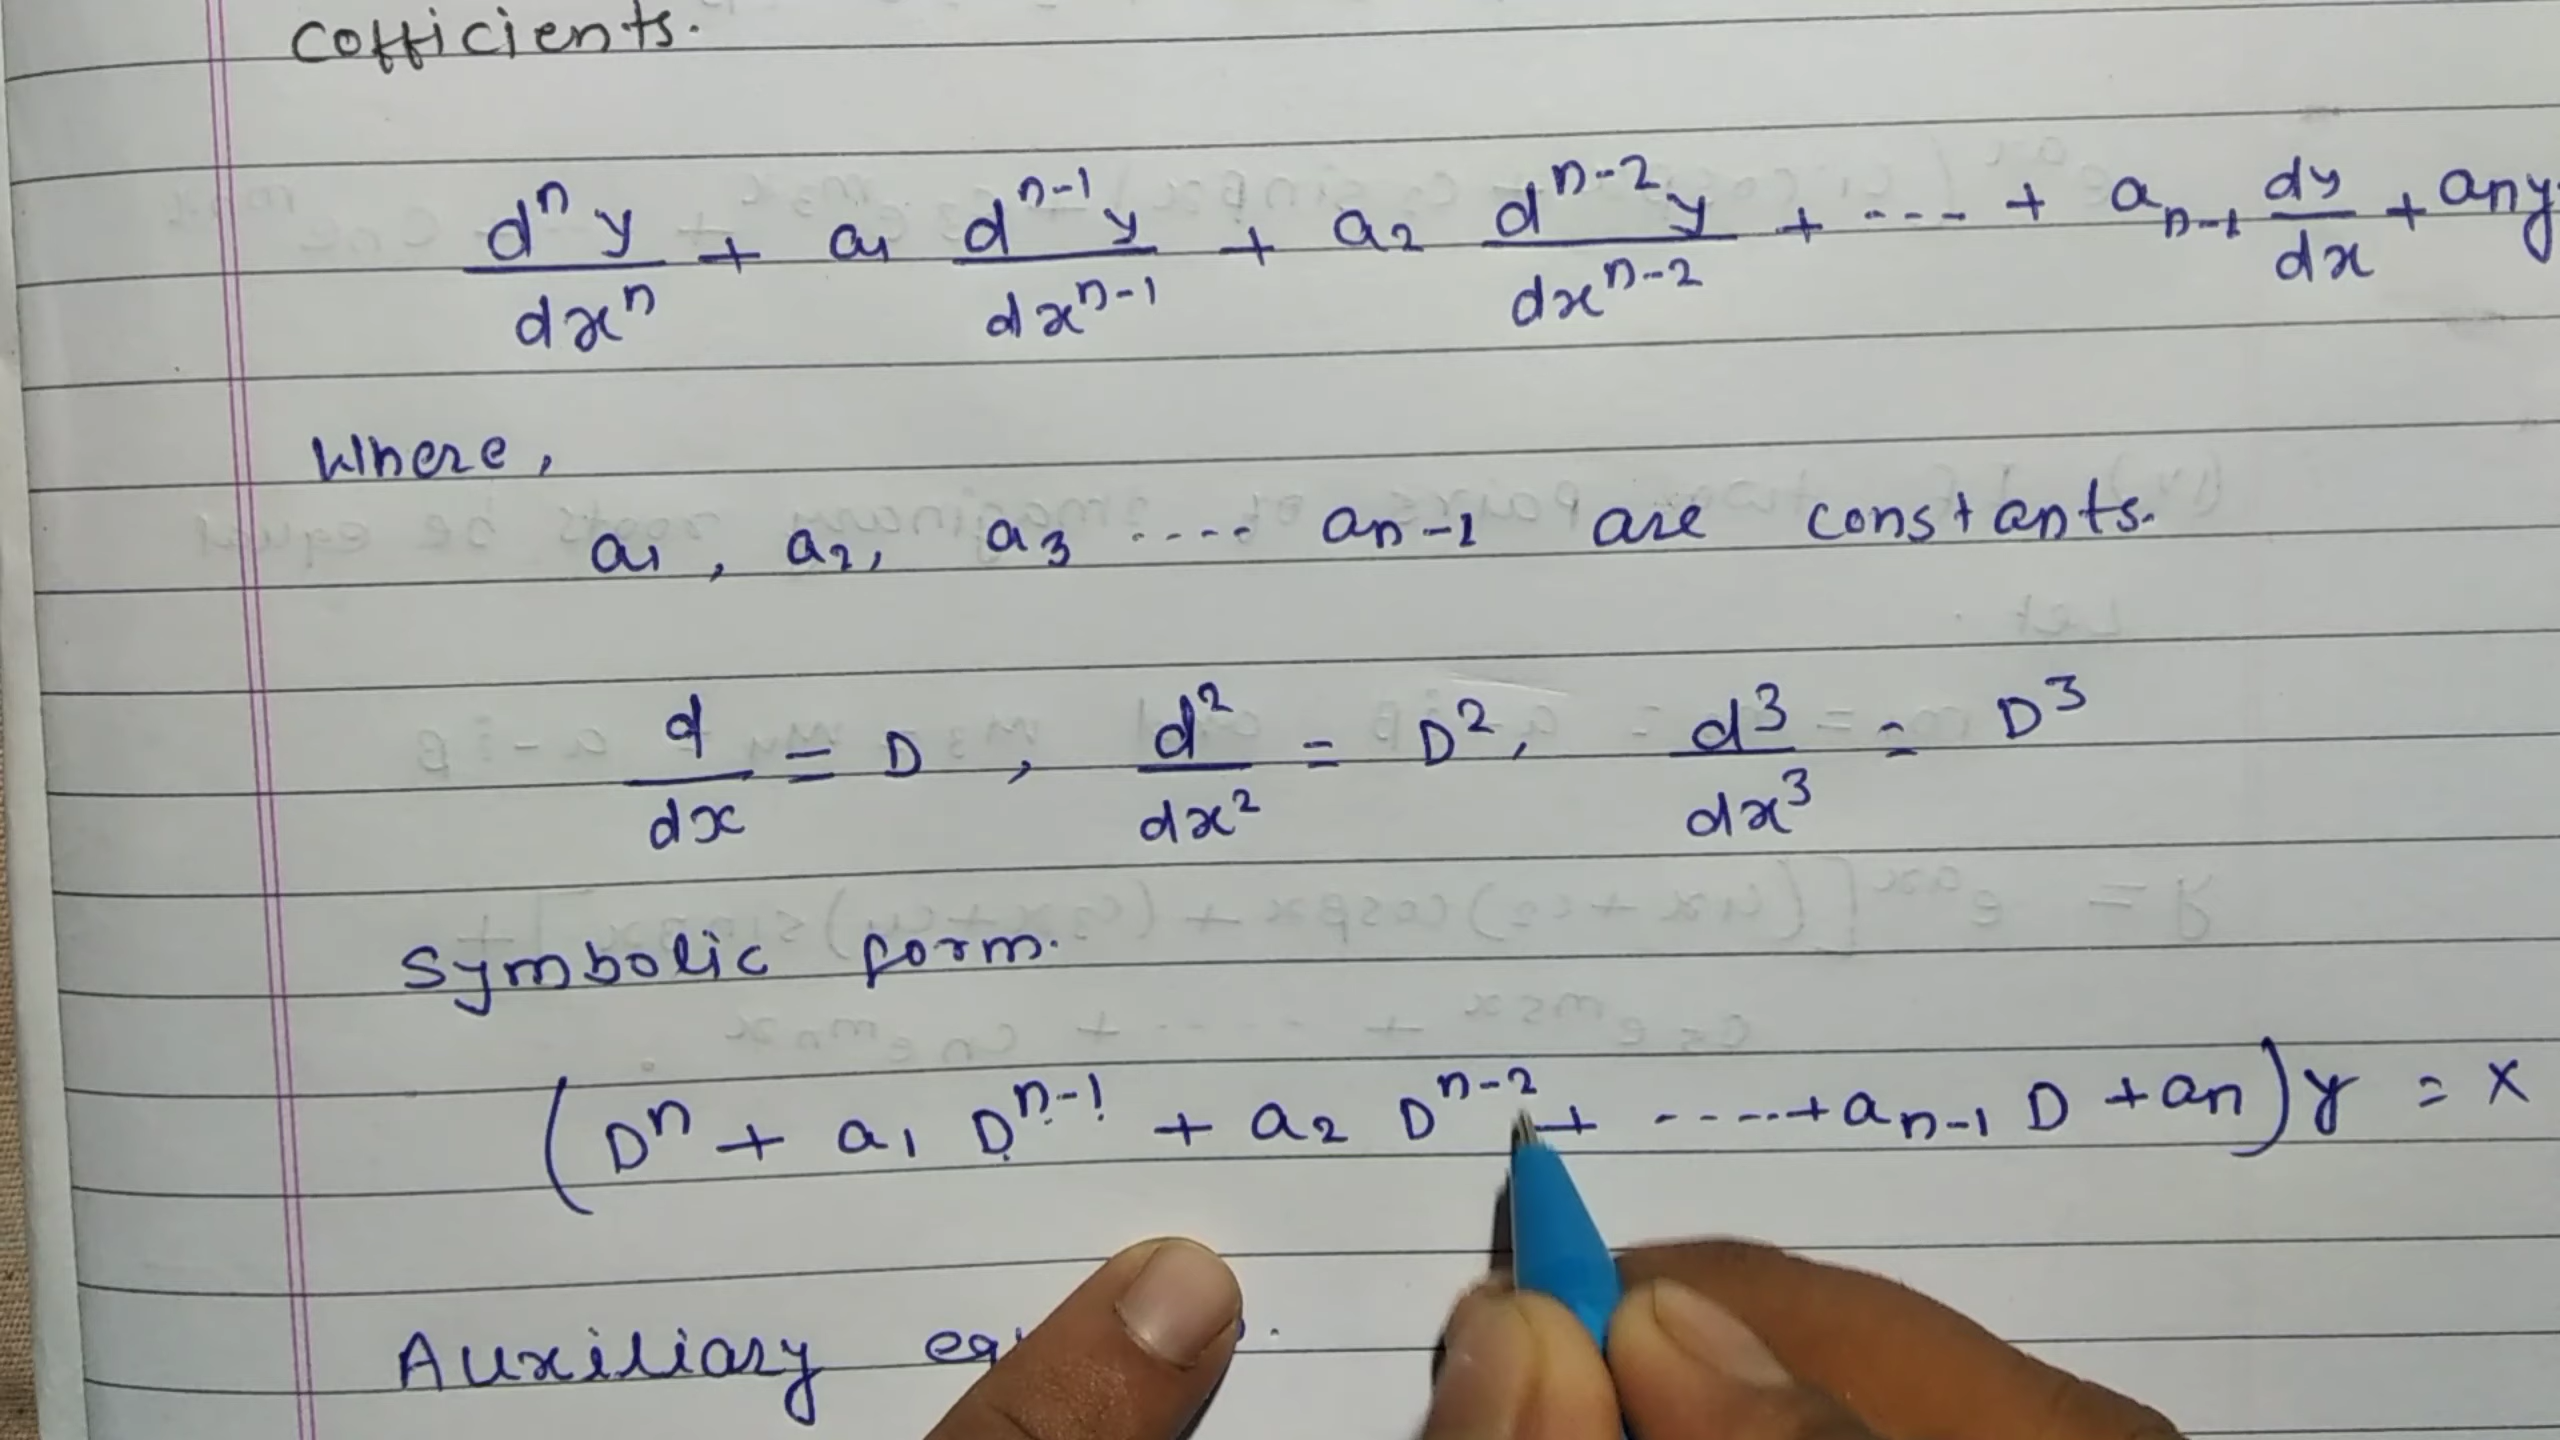 Cofficients.
dⁿy/dxⁿ + a₁ dⁿ⁻¹y/dxⁿ⁻¹ + a₂ dⁿ⁻²y/dxⁿ⁻² + ---- + aₙ₋₁ dy/dx + any
Where,
a₁, a₂, a₃ .... an-1 are constants.
d/dx = D, d²/dx² = D², d³/dx³ = D³
Symbolic form.
(Dⁿ + a₁ Dⁿ⁻¹ + a₂ Dⁿ⁻² + ----- + aₙ₋₁ D + an) y = X
Auxiliary